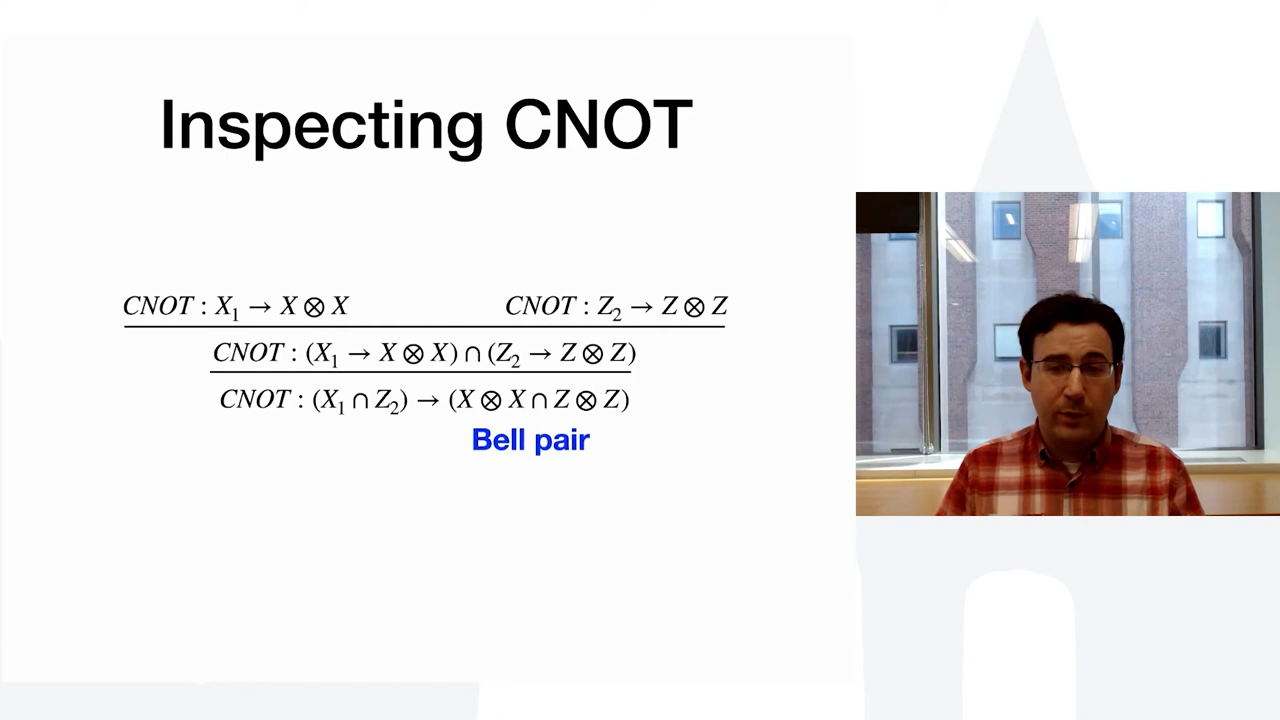 Inspecting CNOT
CNOT : X₁ → X ⊗ X    CNOT : Z₂ → Z ⊗ Z
CNOT : (X₁ → X ⊗ X) ∩ (Z₂ → Z ⊗ Z)
CNOT : (X₁ ∩ Z₂) → (X ⊗ X ∩ Z ⊗ Z)
Bell pair